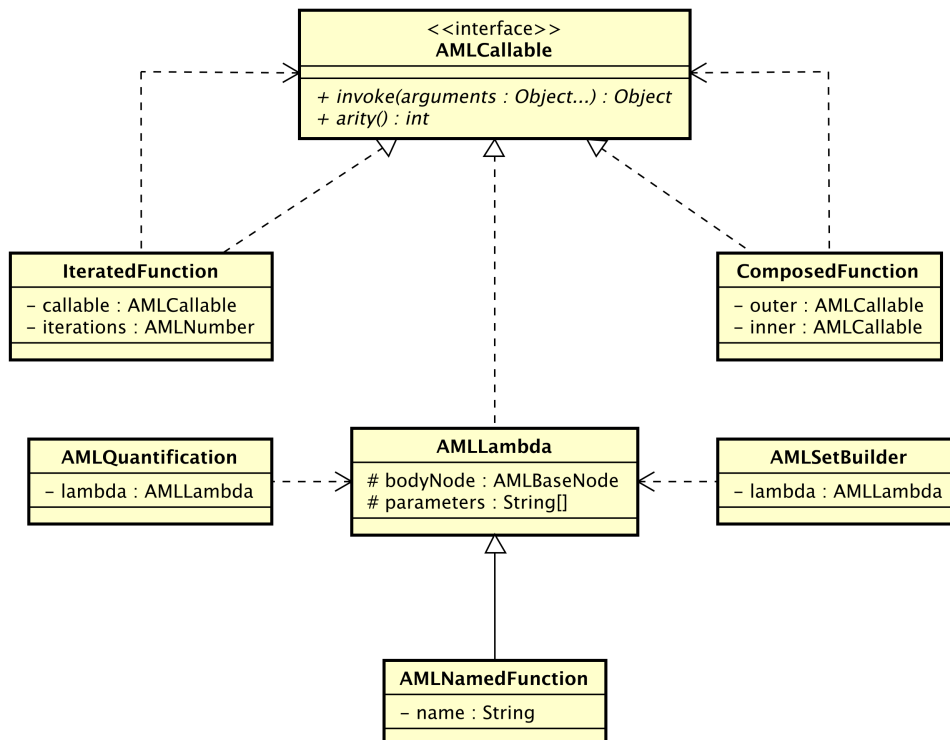 <<interface>>
AMLCallable
+ invoke(arguments : Object...) : Object
+ arity() : int
IteratedFunction
- callable : AMLCallable
- iterations : AMLNumber
ComposedFunction
- outer : AMLCallable
- inner : AMLCallable
AMLQuantification
- lambda : AMLLambda
AMLLambda
# bodyNode : AMLBaseNode
# parameters : String[]
AMLSetBuilder
- lambda : AMLLambda
AMLNamedFunction
- name : String